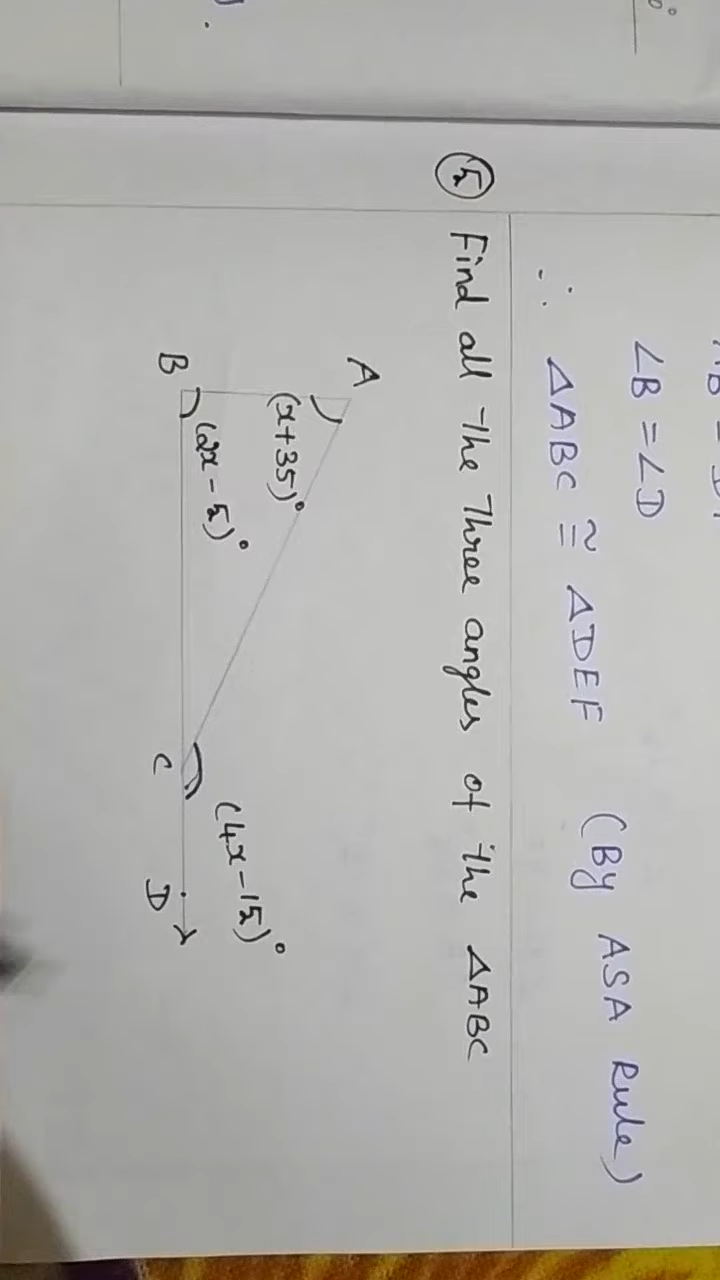 ∠B = ∠D
∴ ΔABC ≅ ΔDEF (By ASA Rule)
⑤ Find all the three angles of the ΔABC
A
(x+35)°
(2x-5)°
(4x-15)°
B
C
D